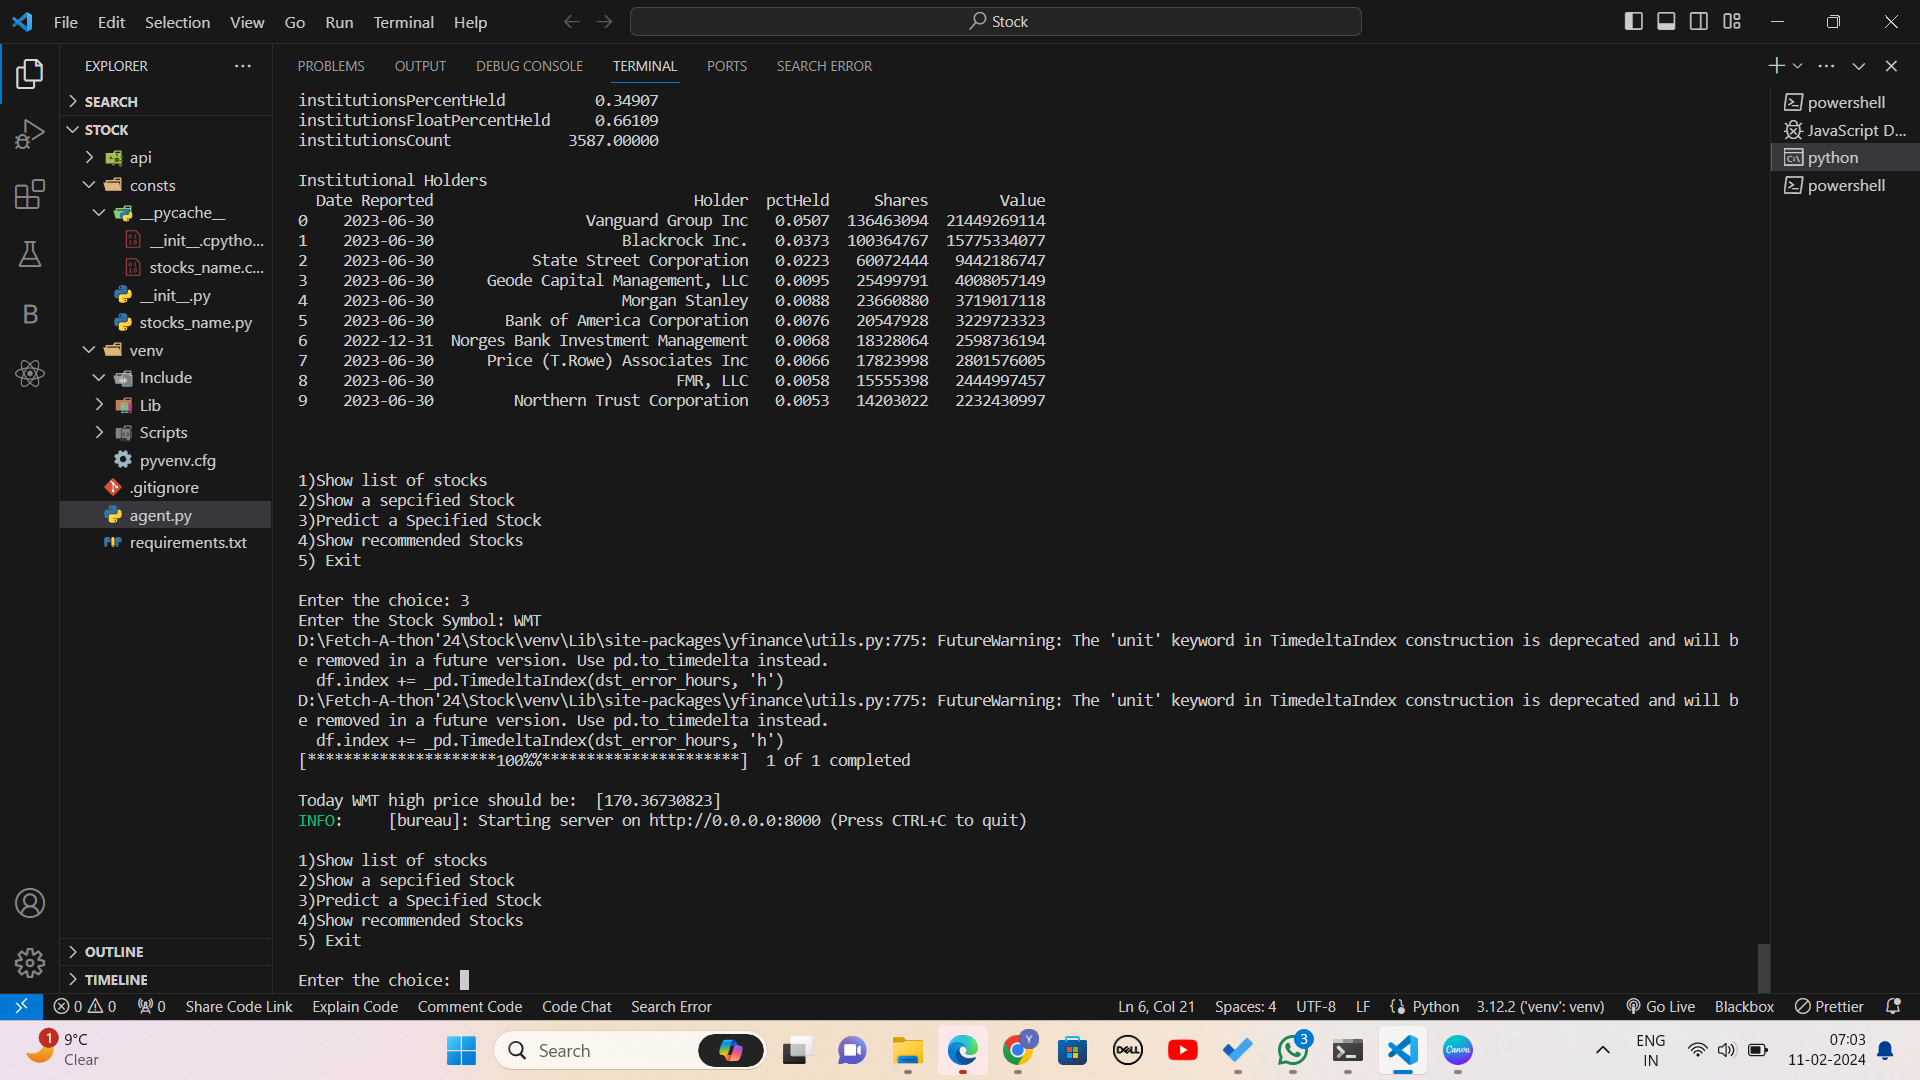 File Edit Selection View Go Run Terminal Help
Stock
EXPLORER
SEARCH
STOCK
api
consts
__pycache__
__init__.cpytho...
stocks_name.c...
__init__.py
stocks_name.py
venv
Include
Lib
Scripts
pyvenv.cfg
.gitignore
agent.py
requirements.txt
OUTLINE
TIMELINE
PROBLEMS OUTPUT DEBUG CONSOLE TERMINAL PORTS SEARCH ERROR
institutionsPercentHeld 0.34907
institutionsFloatPercentHeld 0.66109
institutionsCount 3587.00000
Institutional Holders
Date Reported Holder pctHeld Shares Value
0 2023-06-30 Vanguard Group Inc 0.0507 136463094 21449269114
1 2023-06-30 Blackrock Inc. 0.0373 100364767 15775334077
2 2023-06-30 State Street Corporation 0.0223 60072444 9442186747
3 2023-06-30 Geode Capital Management, LLC 0.0095 25499791 4008057149
4 2023-06-30 Morgan Stanley 0.0088 23660880 3719017118
5 2023-06-30 Bank of America Corporation 0.0076 20547928 3229723323
6 2022-12-31 Norges Bank Investment Management 0.0068 18328064 2598736194
7 2023-06-30 Price (T.Rowe) Associates Inc 0.0066 17823998 2801576005
8 2023-06-30 FMR, LLC 0.0058 15555398 2444997457
9 2023-06-30 Northern Trust Corporation 0.0053 14203022 2232430997
1)Show list of stocks
2)Show a sepcified Stock
3)Predict a Specified Stock
4)Show recommended Stocks
5) Exit
Enter the choice: 3
Enter the Stock Symbol: WMT
D:\Fetch-A-thon'24\Stock\venv\Lib\site-packages\yfinance\utils.py:775: FutureWarning: The 'unit' keyword in TimedeltaIndex construction is deprecated and will b
e removed in a future version. Use pd.to_timedelta instead.
df.index += _pd.TimedeltaIndex(dst_error_hours, 'h')
D:\Fetch-A-thon'24\Stock\venv\Lib\site-packages\yfinance\utils.py:775: FutureWarning: The 'unit' keyword in TimedeltaIndex construction is deprecated and will b
e removed in a future version. Use pd.to_timedelta instead.
df.index += _pd.TimedeltaIndex(dst_error_hours, 'h')
[*********************100%%**********************] 1 of 1 completed
Today WMT high price should be: [170.36730823]
INFO: [bureau]: Starting server on http://0.0.0.0:8000 (Press CTRL+C to quit)
1)Show list of stocks
2)Show a sepcified Stock
3)Predict a Specified Stock
4)Show recommended Stocks
5) Exit
Enter the choice:
powershell
JavaScript D...
python
powershell
0 0 0 Share Code Link Explain Code Comment Code Code Chat Search Error Ln 6, Col 21 Spaces: 4 UTF-8 LF Python 3.12.2 ('venv': venv) Go Live Blackbox Prettier
1 9°C
Clear
Search
DELL
Y
3
Canva
ENG
IN
07:03
11-02-2024